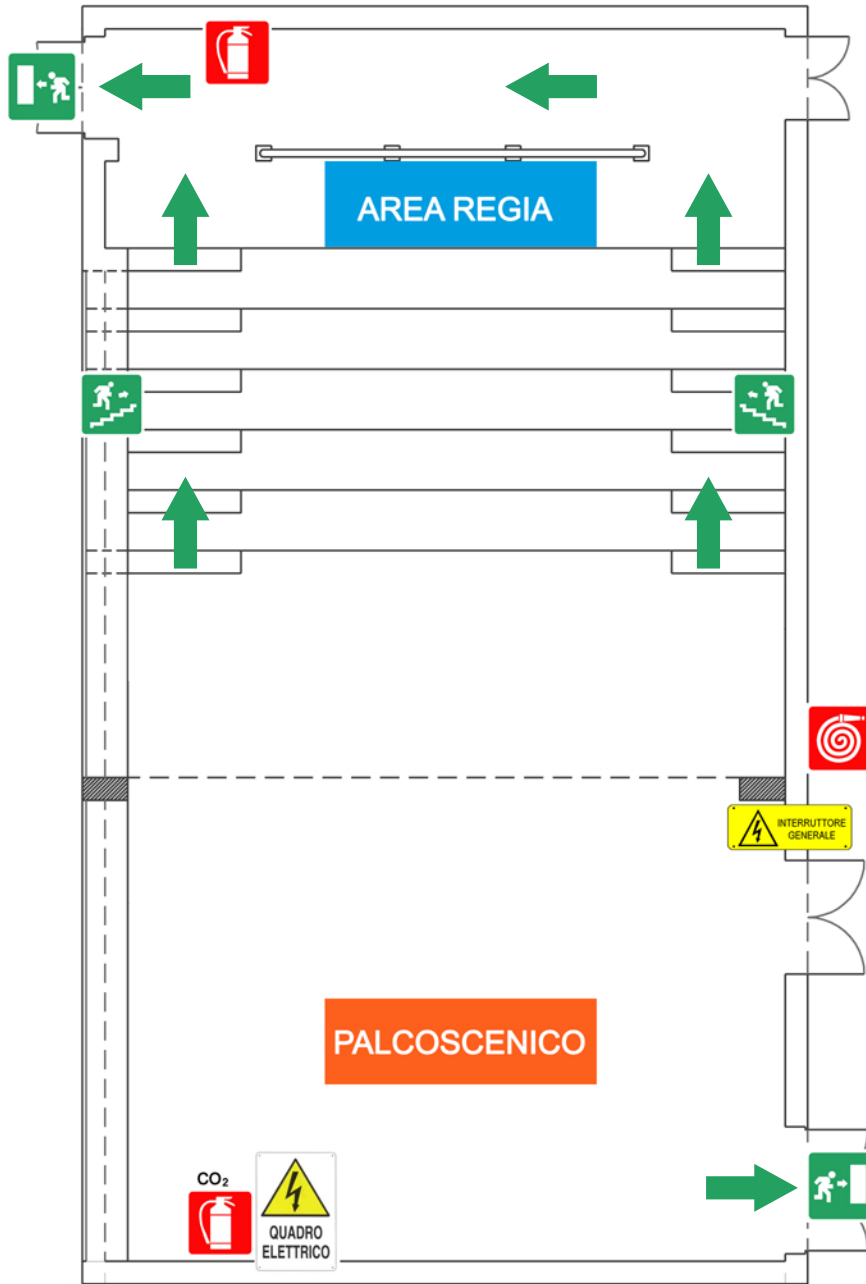 AREA REGIA
INTERRUTTORE
GENERALE
PALCOSCENICO
CO₂
QUADRO
ELETTRICO